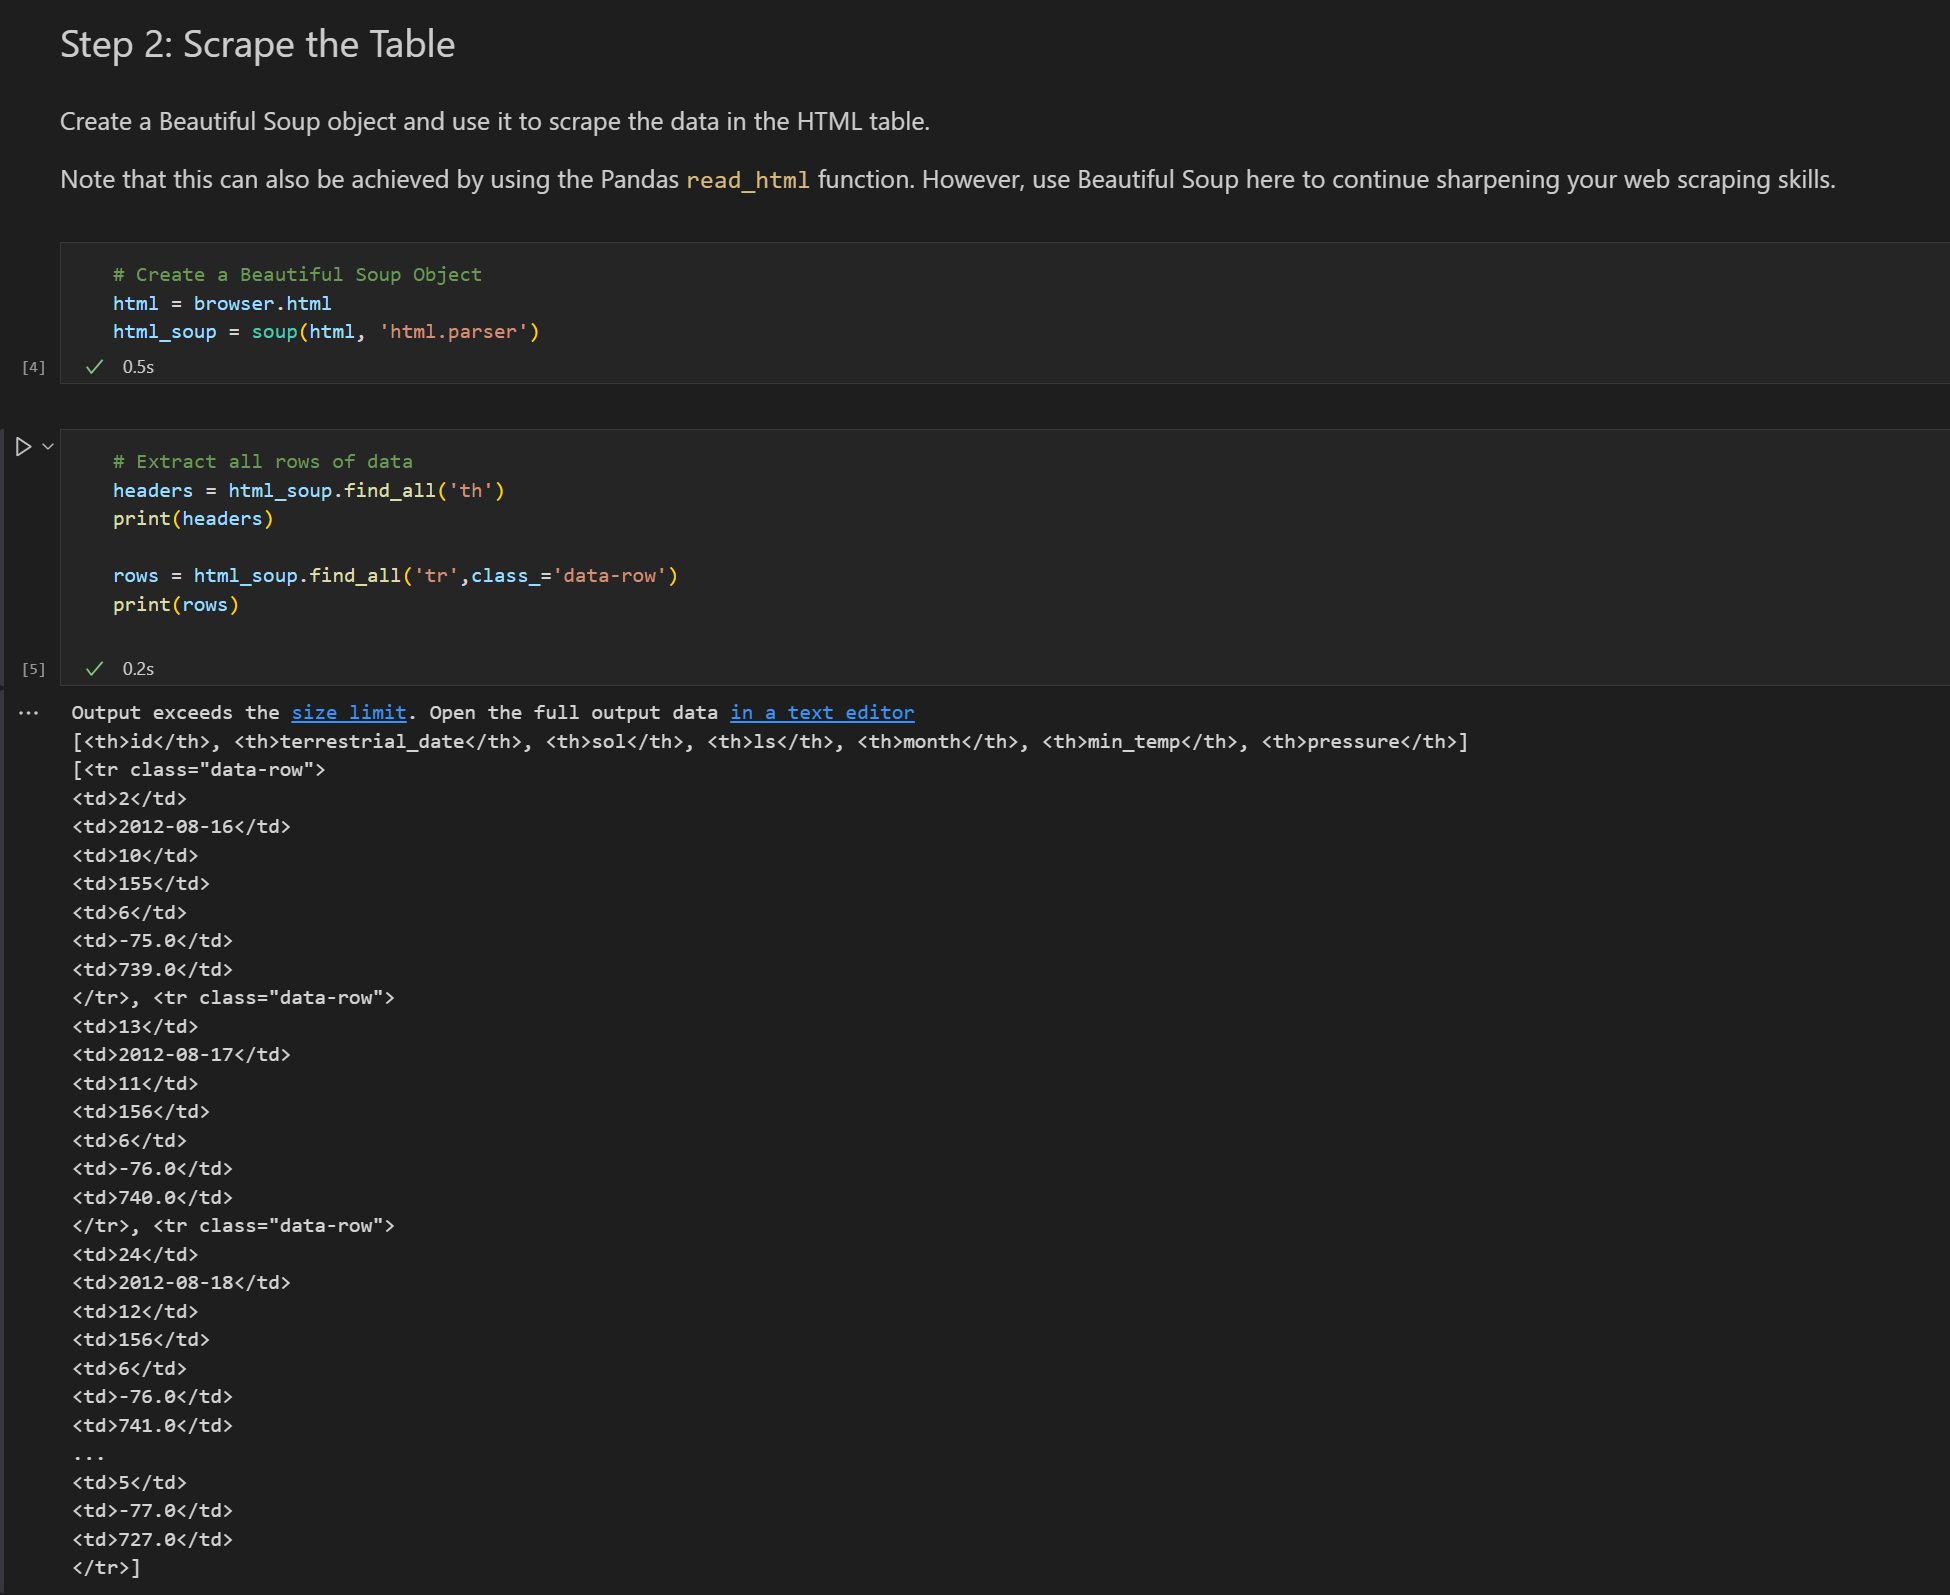 Step 2: Scrape the Table
Create a Beautiful Soup object and use it to scrape the data in the HTML table.
Note that this can also be achieved by using the Pandas read_html function. However, use Beautiful Soup here to continue sharpening your web scraping skills.
# Create a Beautiful Soup Object
html = browser.html
html_soup = soup(html, 'html.parser')
[4] 0.5s
# Extract all rows of data
headers = html_soup.find_all('th')
print(headers)
rows = html_soup.find_all('tr',class_='data-row')
print(rows)
[5] 0.2s
... Output exceeds the size limit. Open the full output data in a text editor
[<th>id</th>, <th>terrestrial_date</th>, <th>sol</th>, <th>ls</th>, <th>month</th>, <th>min_temp</th>, <th>pressure</th>]
[<tr class="data-row">
<td>2</td>
<td>2012-08-16</td>
<td>10</td>
<td>155</td>
<td>6</td>
<td>-75.0</td>
<td>739.0</td>
</tr>, <tr class="data-row">
<td>13</td>
<td>2012-08-17</td>
<td>11</td>
<td>156</td>
<td>6</td>
<td>-76.0</td>
<td>740.0</td>
</tr>, <tr class="data-row">
<td>24</td>
<td>2012-08-18</td>
<td>12</td>
<td>156</td>
<td>6</td>
<td>-76.0</td>
<td>741.0</td>
...
<td>5</td>
<td>-77.0</td>
<td>727.0</td>
</tr>]